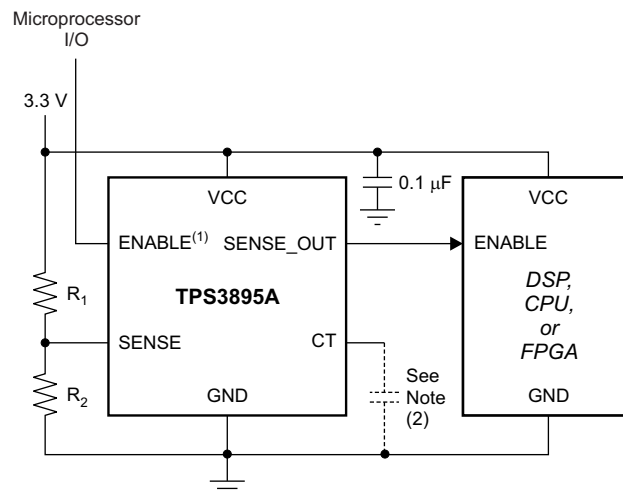 Microprocessor
I/O
3.3 V
VCC
0.1 μF
VCC
ENABLE(1)
SENSE_OUT
ENABLE
R1
TPS3895A
DSP,
CPU,
or
FPGA
SENSE
CT
R2
See
Note
(2)
GND
GND